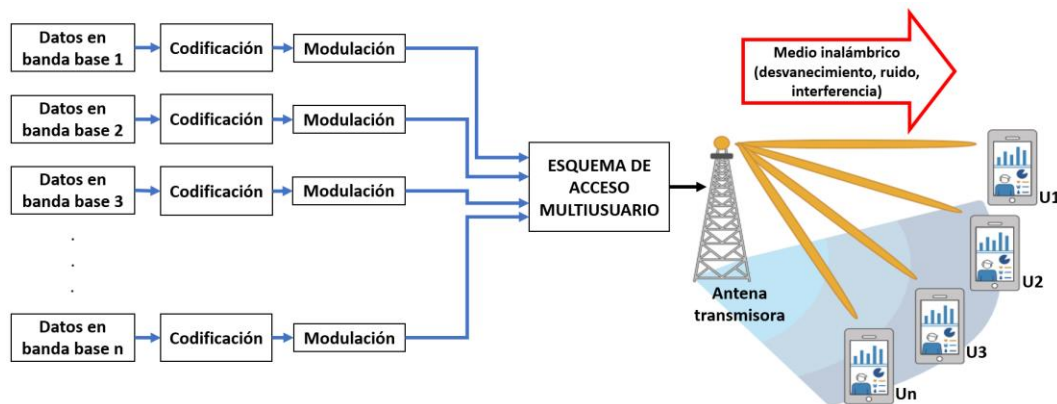 Datos en
banda base 1
Codificación
Modulación
Datos en
banda base 2
Codificación
Modulación
Datos en
banda base 3
Codificación
Modulación
.
.
.
.
.
.
.
.
.
Datos en
banda base n
Codificación
Modulación
ESQUEMA DE
ACCESO
MULTIUSUARIO
Medio inalámbrico
(desvanecimiento, ruido,
interferencia)
Antena
transmisora
U1
U2
U3
Un